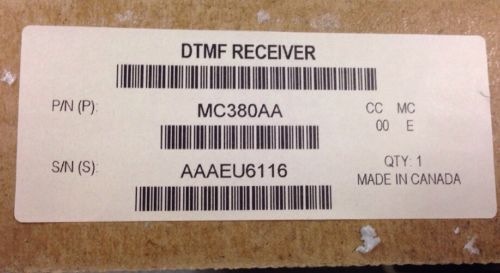 DTMF RECEIVER
P/N (P): MC380AA CC MC
00 E
S/N (S): AAAEU6116 QTY: 1
MADE IN CANADA